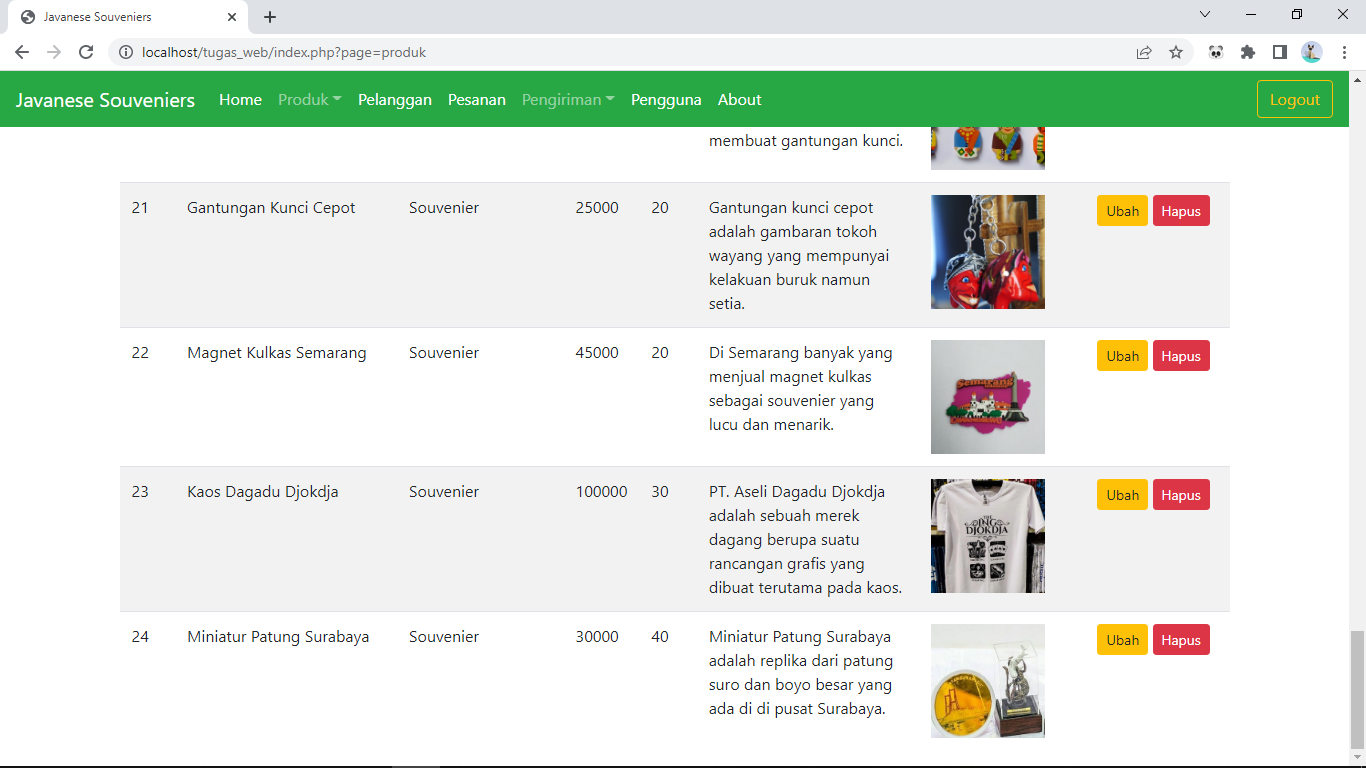 Javanese Souveniers
localhost/tugas_web/index.php?page=produk
Javanese Souveniers Home Produk Pelanggan Pesanan Pengiriman Pengguna About Logout
membuat gantungan kunci.
21 Gantungan Kunci Cepot Souvenier 25000 20 Gantungan kunci cepot Ubah Hapus
adalah gambaran tokoh
wayang yang mempunyai
kelakuan buruk namun
setia.
22 Magnet Kulkas Semarang Souvenier 45000 20 Di Semarang banyak yang Ubah Hapus
menjual magnet kulkas
sebagai souvenier yang
lucu dan menarik.
Semarang
23 Kaos Dagadu Djokdja Souvenier 100000 30 PT. Aseli Dagadu Djokdja Ubah Hapus
adalah sebuah merek
dagang berupa suatu
rancangan grafis yang
dibuat terutama pada kaos.
DJOKDJA
24 Miniatur Patung Surabaya Souvenier 30000 40 Miniatur Patung Surabaya Ubah Hapus
adalah replika dari patung
suro dan boyo besar yang
ada di di pusat Surabaya.